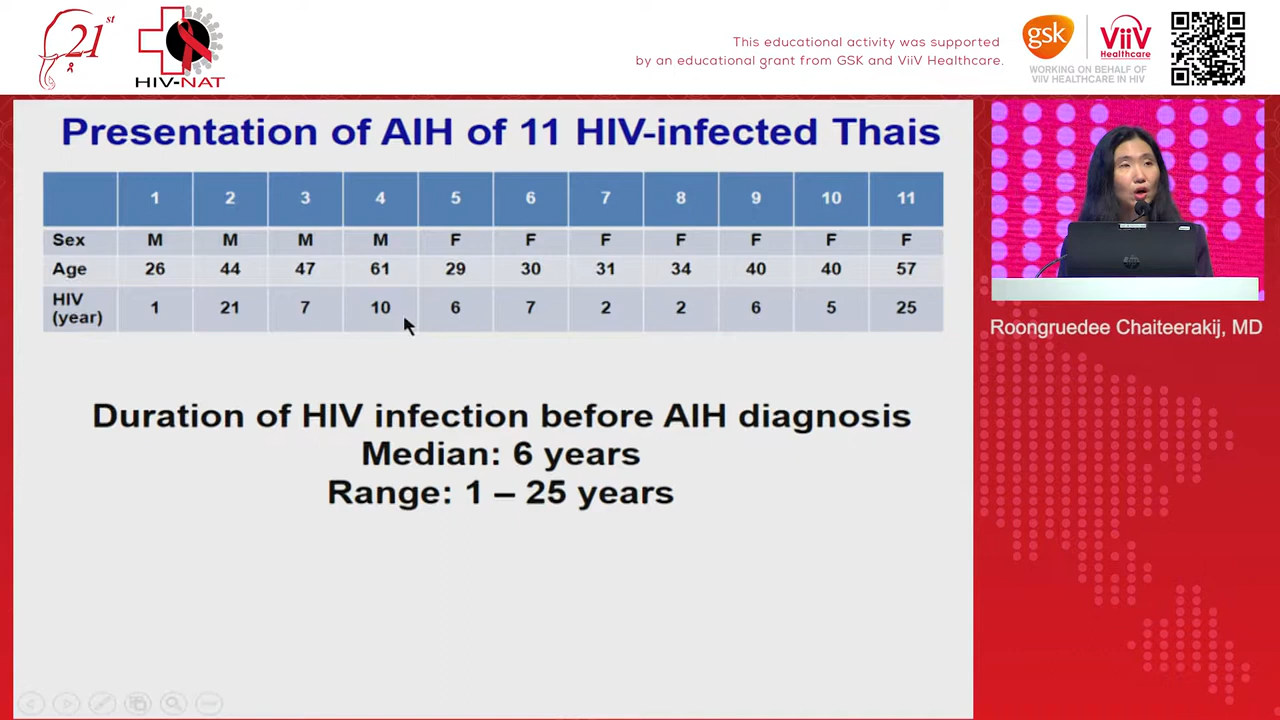 21st
HIV-NAT
This educational activity was supported
by an educational grant from GSK and ViiV Healthcare.
gsk
ViiV
Healthcare
WORKING ON BEHALF OF
VIIV HEALTHCARE IN HIV
Presentation of AIH of 11 HIV-infected Thais
1 2 3 4 5 6 7 8 9 10 11
Sex M M M M F F F F F F F
Age 26 44 47 61 29 30 31 34 40 40 57
HIV (year) 1 21 7 10 6 7 2 2 6 5 25
Duration of HIV infection before AIH diagnosis
Median: 6 years
Range: 1 – 25 years
Roongruedee Chaiteerakij, MD